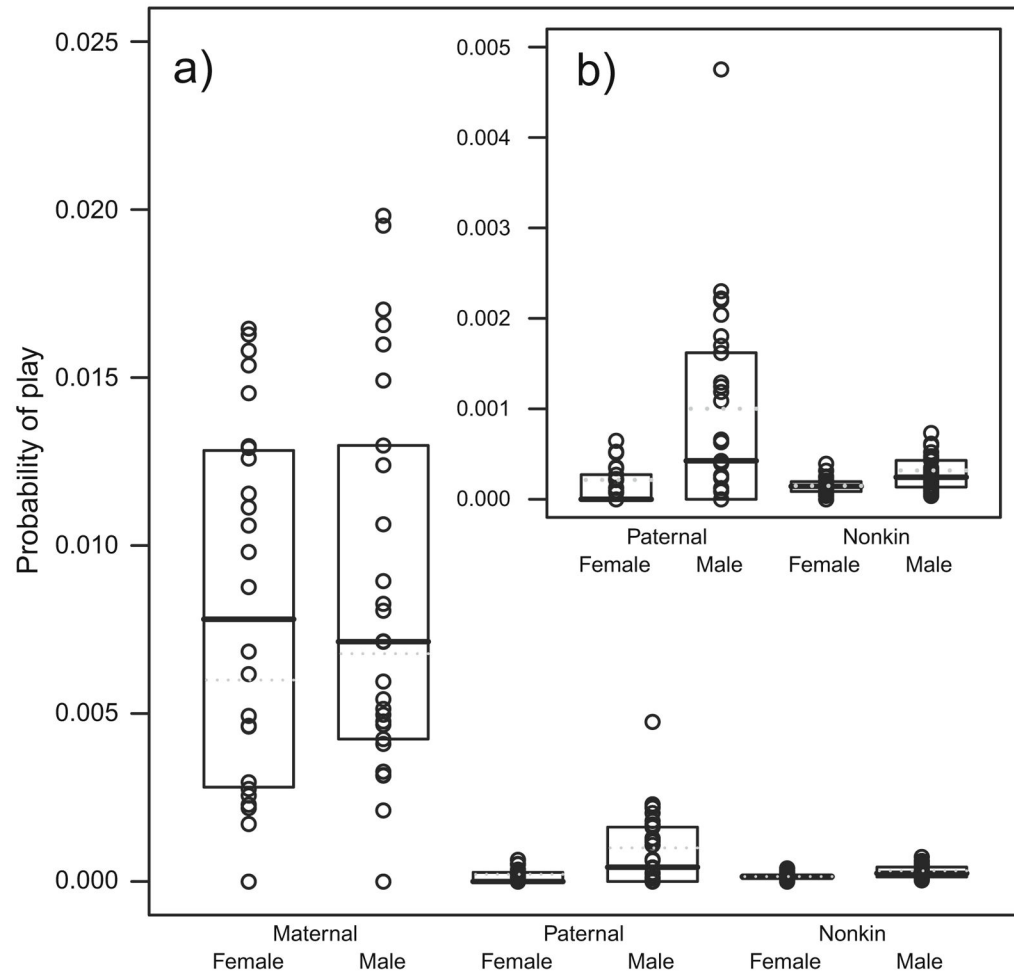 a)
Probability of play
0.025
0.020
0.015
0.010
0.005
0.000
Maternal Paternal Nonkin
Female Male Female Male Female Male
b)
0.005
0.004
0.003
0.002
0.001
0.000
Paternal Nonkin
Female Male Female Male